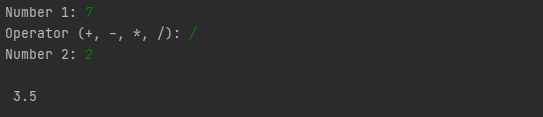 Number 1: 7
Operator (+, -, *, /): /
Number 2: 2
3.5